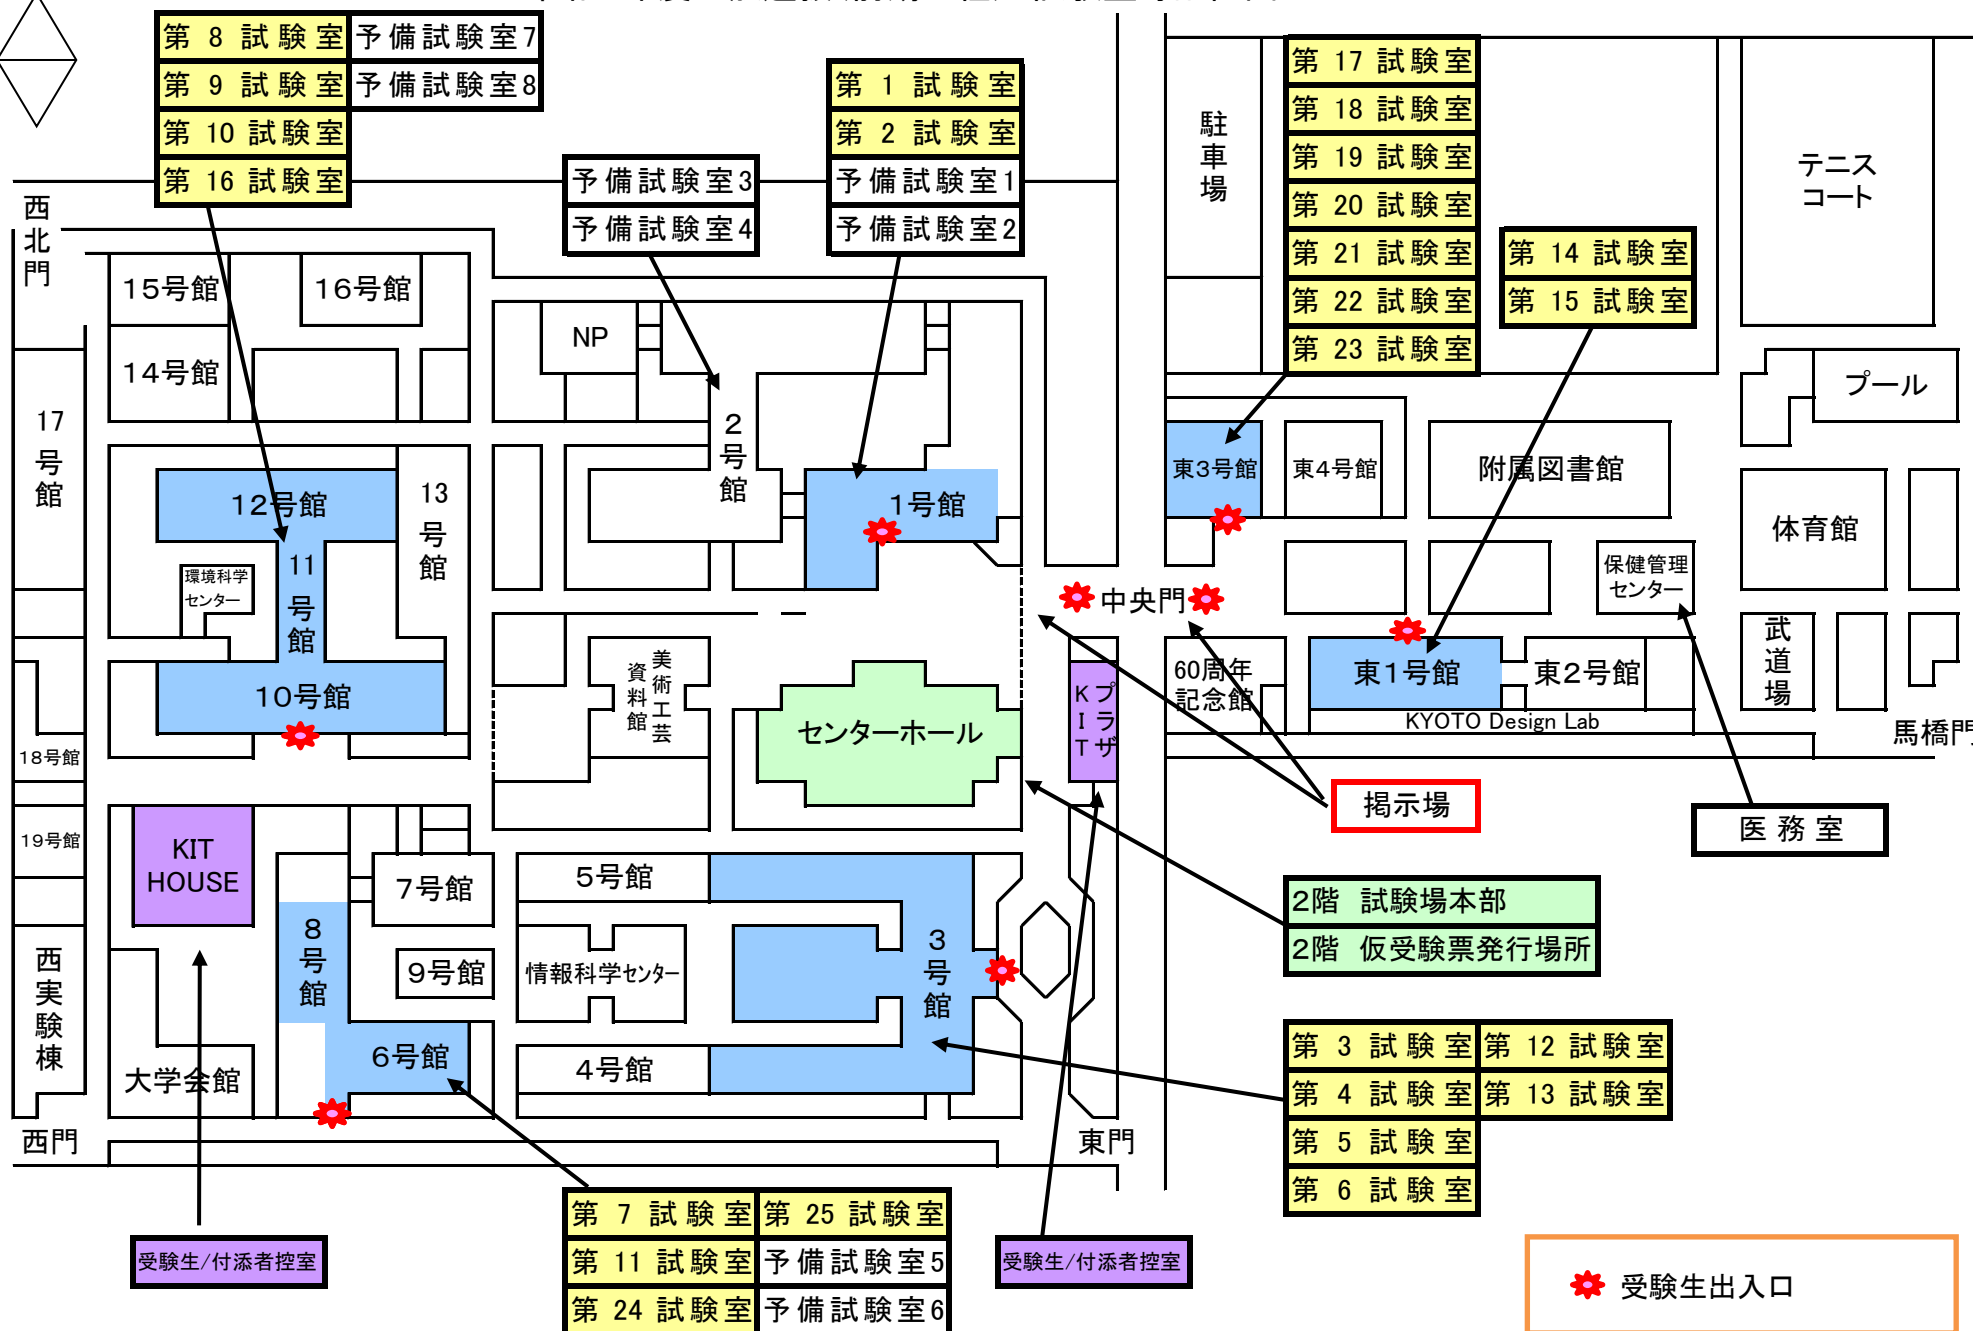 第 8 試験室 予備試験室7
第 9 試験室 予備試験室8
第 10 試験室
第 16 試験室
予備試験室3
予備試験室4
第 1 試験室
第 2 試験室
予備試験室1
予備試験室2
第 17 試験室
第 18 試験室
第 19 試験室
第 20 試験室
第 21 試験室
第 22 試験室
第 23 試験室
第 14 試験室
第 15 試験室
駐車場
テニス
コート
プール
西北門
15号館
16号館
14号館
17号館
NP
2号館
1号館
12号館
13号館
11号館
環境科学
センター
10号館
東3号館
東4号館
附属図書館
体育館
保健管理
センター
武道場
中央門
60周年
記念館
東1号館
東2号館
KYOTO Design Lab
馬橋門
美術工芸
資料館
センターホール
プラザ
KIT
掲示場
医務室
18号館
19号館
KIT
HOUSE
7号館
8号館
9号館
6号館
5号館
情報科学センター
3号館
4号館
西実験棟
大学会館
西門
東門
2階 試験場本部
2階 仮受験票発行場所
第 3 試験室 第 12 試験室
第 4 試験室 第 13 試験室
第 5 試験室
第 6 試験室
第 7 試験室 第 25 試験室
第 11 試験室 予備試験室5
第 24 試験室 予備試験室6
受験生/付添者控室
受験生/付添者控室
受験生出入口